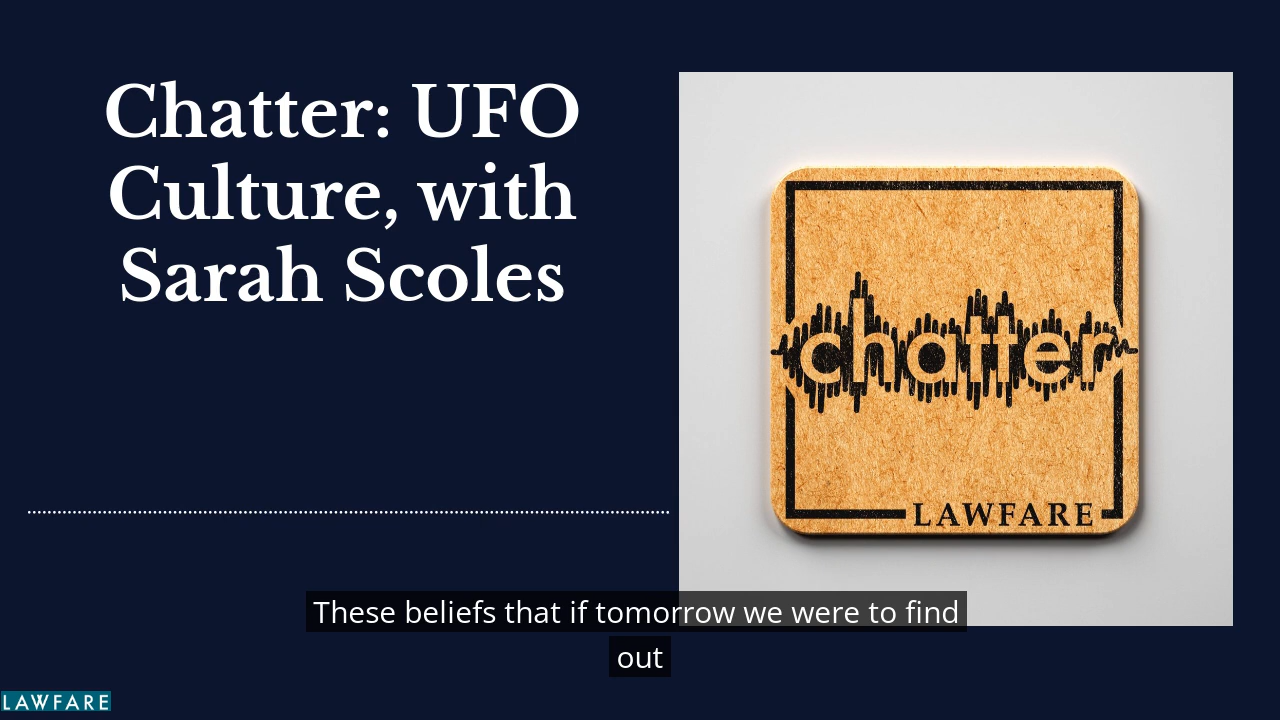 Chatter: UFO
Culture, with
Sarah Scoles
chatter
LAWFARE
These beliefs that if tomorrow we were to find
out
LAWFARE